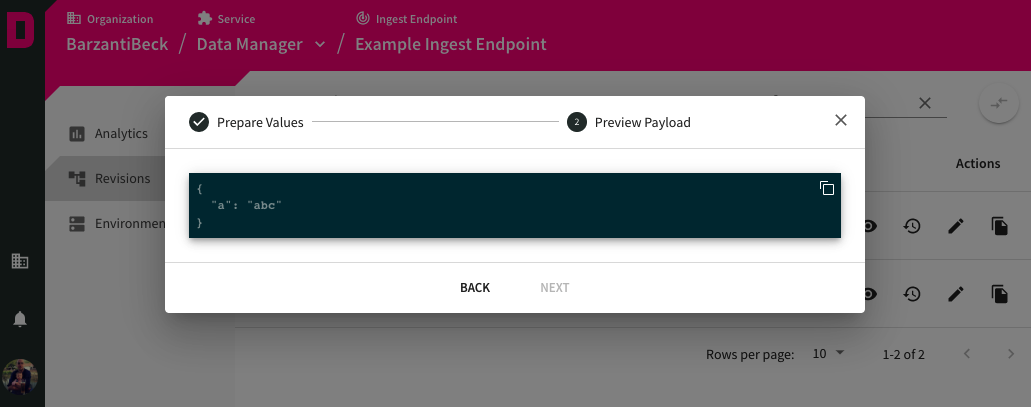 Organization
Service
Ingest Endpoint
BarzantiBeck / Data Manager / Example Ingest Endpoint
Analytics
Revisions
Environmen
Prepare Values
2 Preview Payload
Actions
{
"a": "abc"
}
BACK NEXT
Rows per page: 10 1-2 of 2